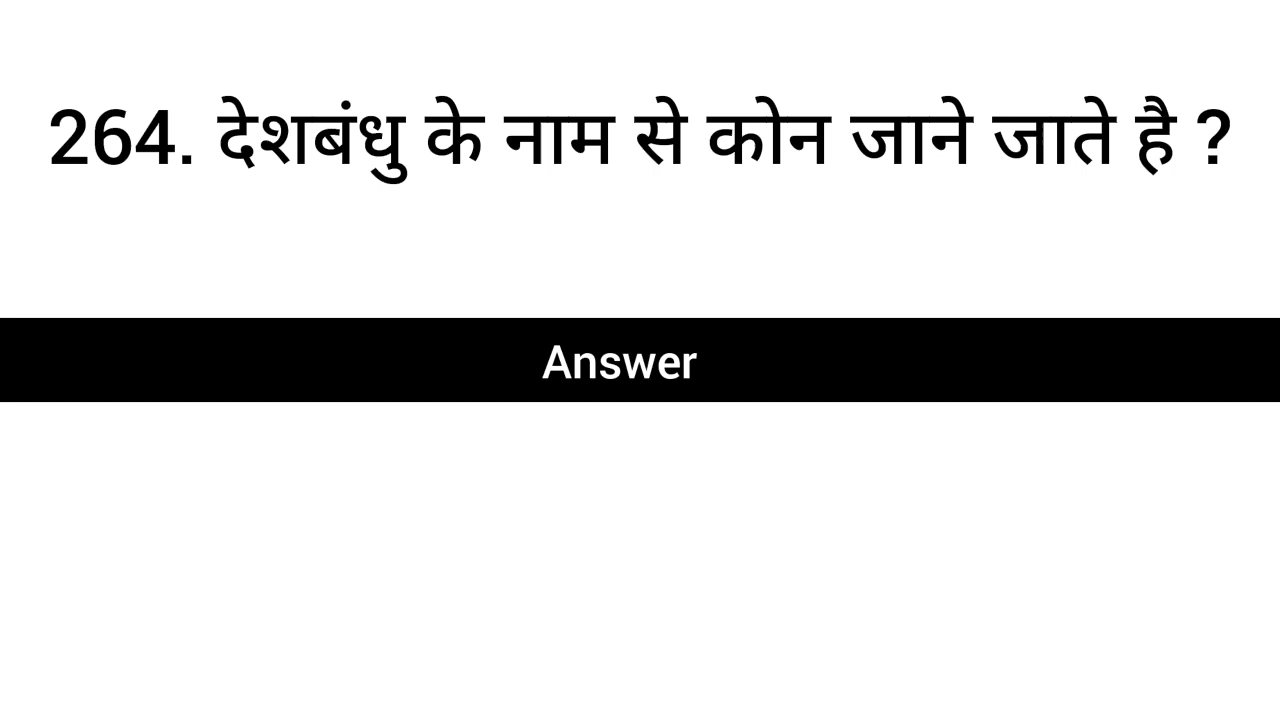 264. देशबंधु के नाम से कोन जाने जाते है ?
Answer